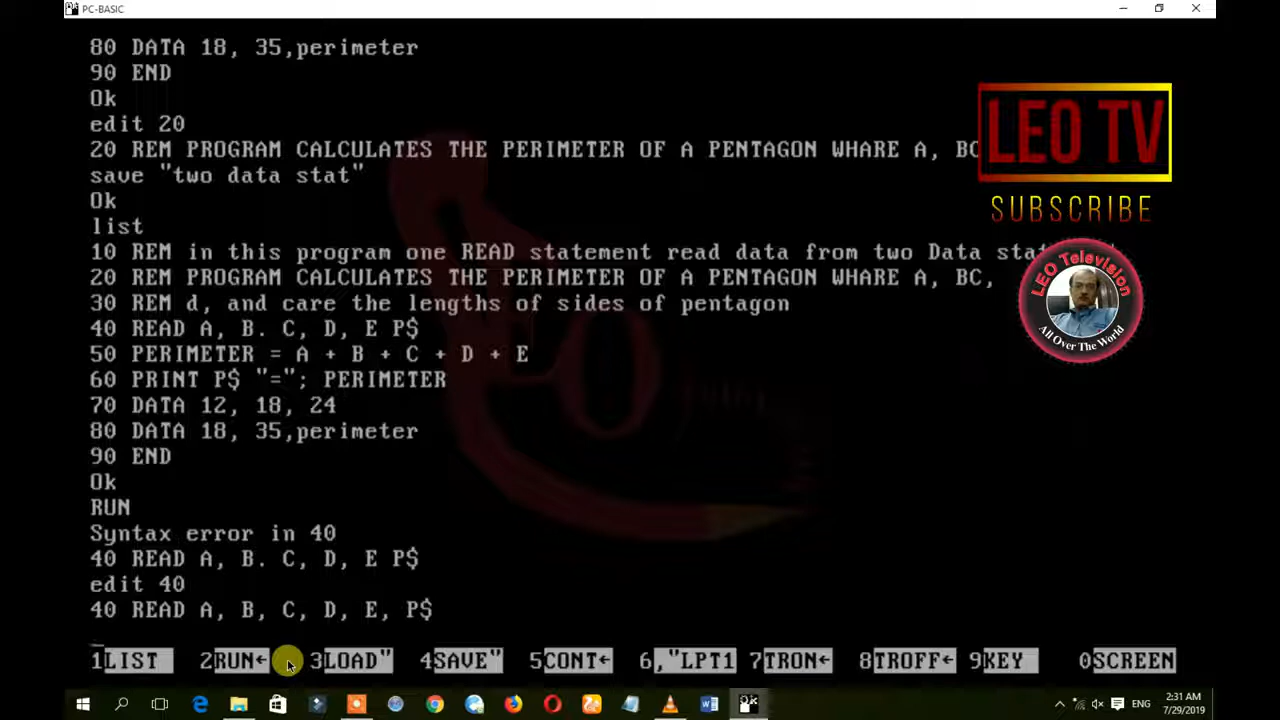 PC-BASIC
80 DATA 18, 35,perimeter
90 END
Ok
edit 20
20 REM PROGRAM CALCULATES THE PERIMETER OF A PENTAGON WHARE A, BC
save "two data stat"
Ok
list
10 REM in this program one READ statement read data from two Data stat
20 REM PROGRAM CALCULATES THE PERIMETER OF A PENTAGON WHARE A, BC,
30 REM d, and care the lengths of sides of pentagon
40 READ A, B. C, D, E P$
50 PERIMETER = A + B + C + D + E
60 PRINT P$ "="; PERIMETER
70 DATA 12, 18, 24
80 DATA 18, 35,perimeter
90 END
Ok
RUN
Syntax error in 40
40 READ A, B. C, D, E P$
edit 40
40 READ A, B, C, D, E, P$
1LIST 2RUN← 3LOAD" 4SAVE" 5CONT← 6,"LPT1 7TRON← 8TROFF← 9KEY 0SCREEN
LEO TV
SUBSCRIBE
LEO Television
All Over The World
ENG
2:31 AM
7/29/2019